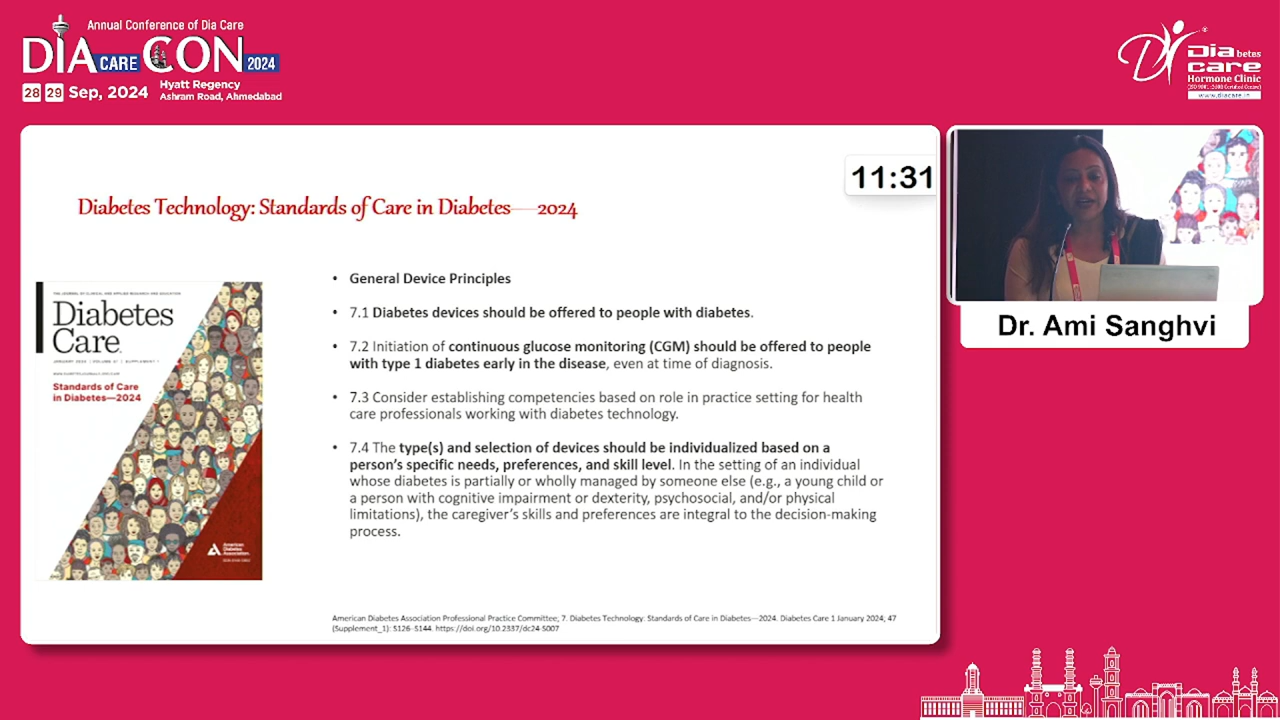 Annual Conference of Dia Care
DIA CARE CON 2024
28 29 Sep, 2024
Hyatt Regency
Ashram Road, Ahmedabad
Diabetes
care
Hormone Clinic
www.diacare.in
11:31
Diabetes Technology: Standards of Care in Diabetes—2024
Diabetes
Care
Standards of Care
in Diabetes—2024
American
Diabetes
Association
• General Device Principles
• 7.1 Diabetes devices should be offered to people with diabetes.
• 7.2 Initiation of continuous glucose monitoring (CGM) should be offered to people
with type 1 diabetes early in the disease, even at time of diagnosis.
• 7.3 Consider establishing competencies based on role in practice setting for health
care professionals working with diabetes technology.
• 7.4 The type(s) and selection of devices should be individualized based on a
person's specific needs, preferences, and skill level. In the setting of an individual
whose diabetes is partially or wholly managed by someone else (e.g., a young child or
a person with cognitive impairment or dexterity, psychosocial, and/or physical
limitations), the caregiver's skills and preferences are integral to the decision-making
process.
American Diabetes Association Professional Practice Committee, 7. Diabetes Technology: Standards of Care in Diabetes—2024. Diabetes Care 1 January 2024; 47
(Supplement_1): S126–S144. https://doi.org/10.2337/dc24-S007
Dr. Ami Sanghvi